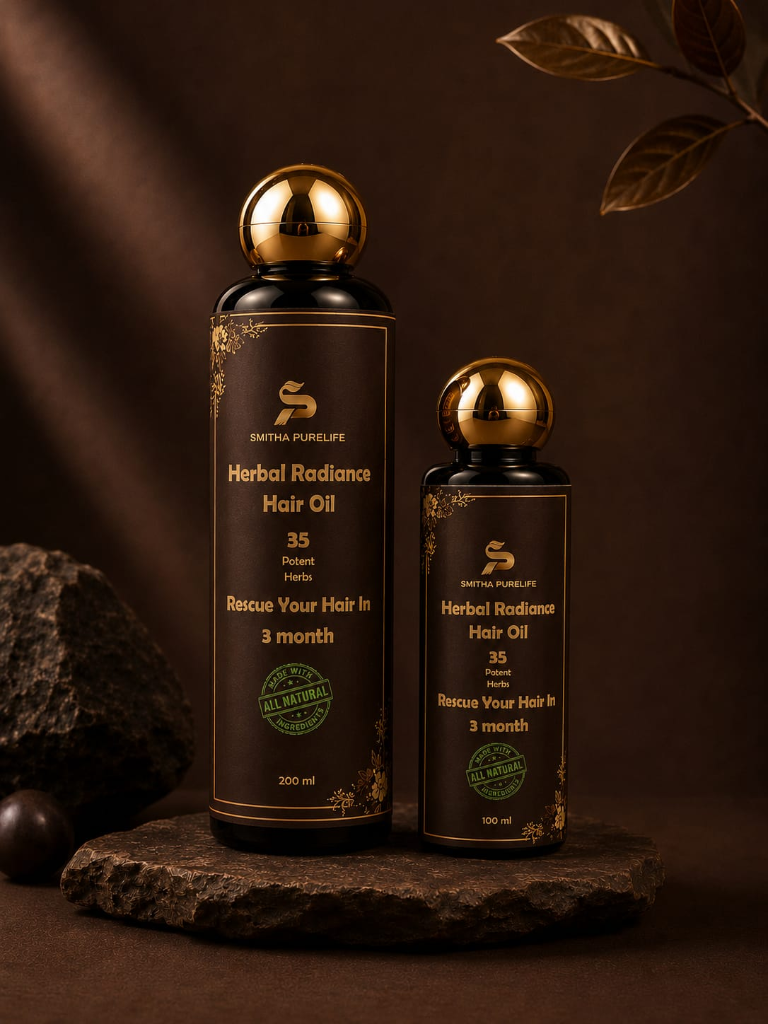 SMITHA PURELIFE
Herbal Radiance
Hair Oil
35
Potent
Herbs
Rescue Your Hair In
3 month
MADE WITH
ALL NATURAL
INGREDIENTS
200 ml
SMITHA PURELIFE
Herbal Radiance
Hair Oil
35
Potent
Herbs
Rescue Your Hair In
3 month
MADE WITH
ALL NATURAL
INGREDIENTS
100 ml